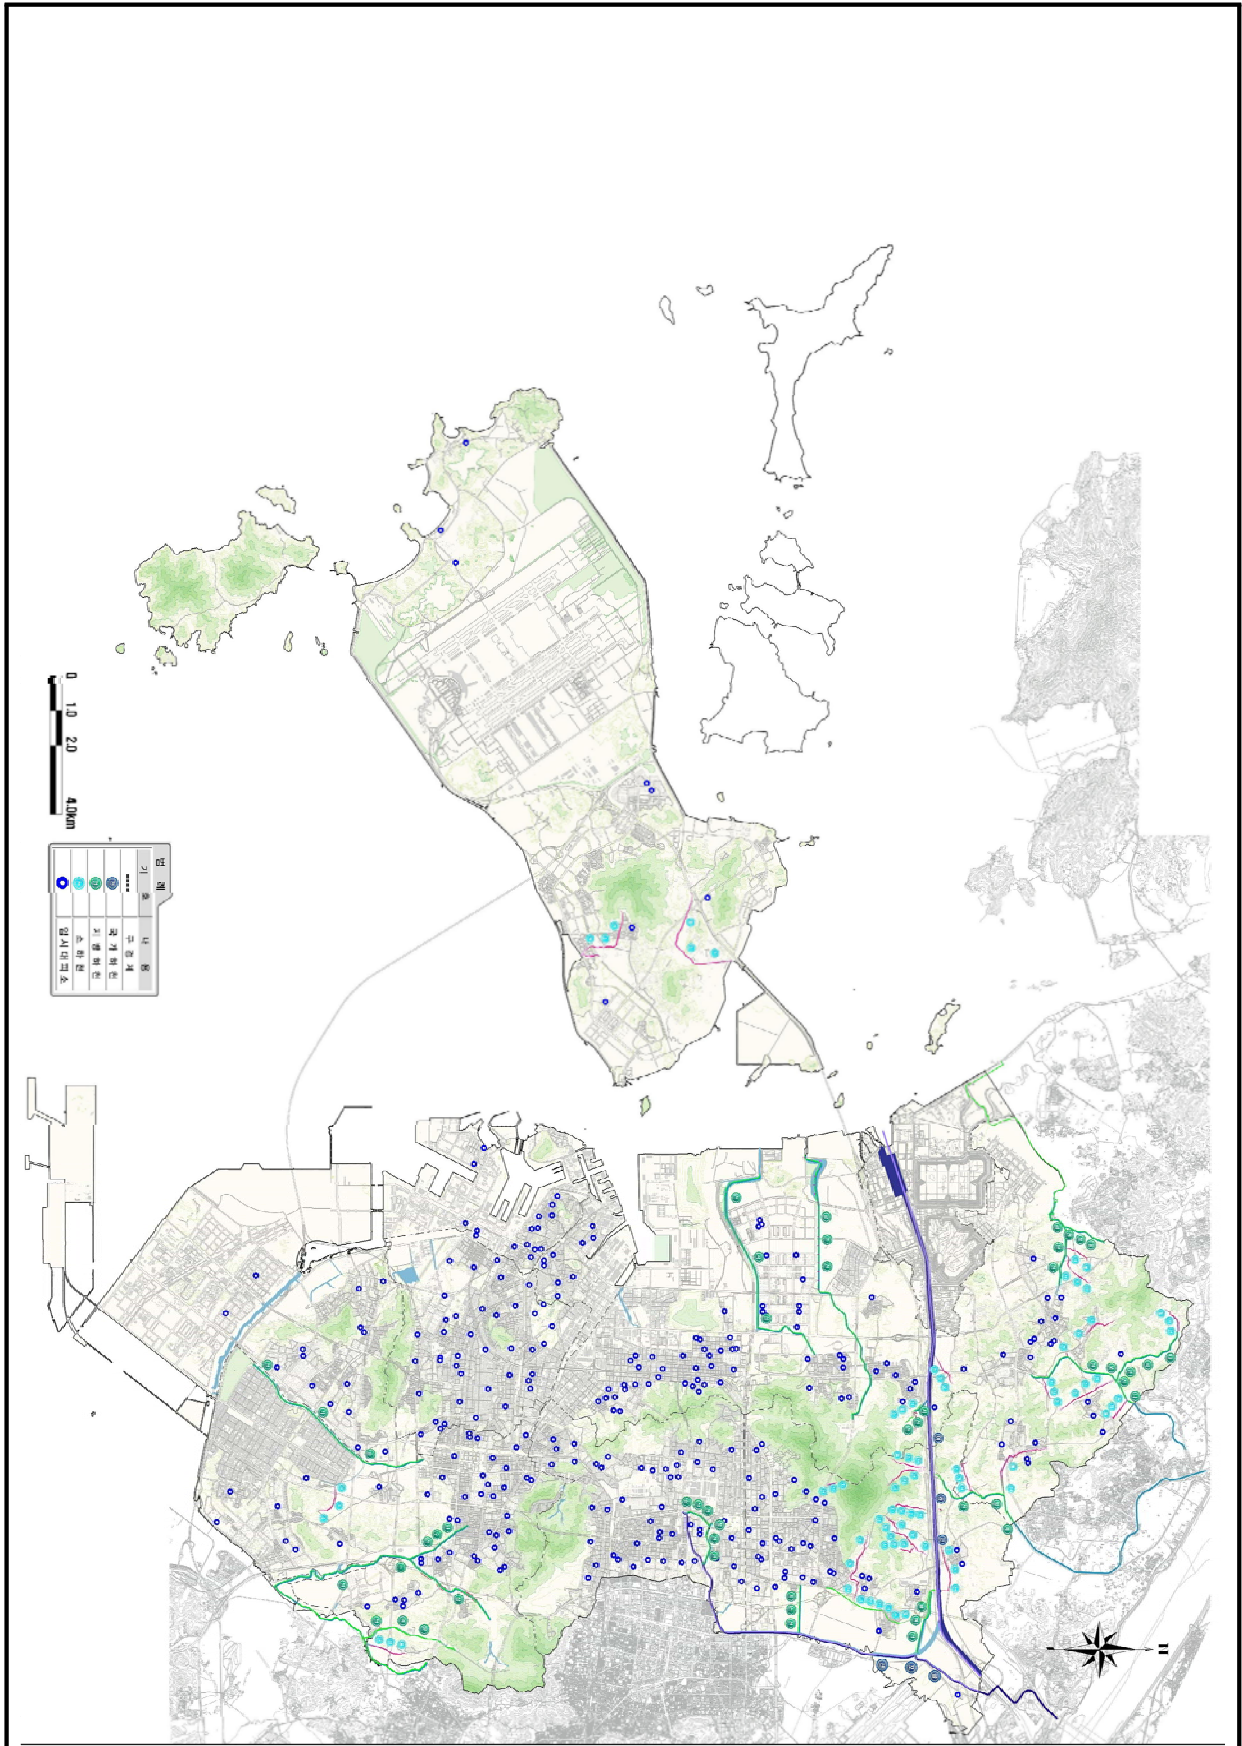 0 1.0 2.0 4.0km
범 례
기 호 내 용
구 경 계
국 가 하 천
지 방 하 천
소 하 천
임 시 대 피 소